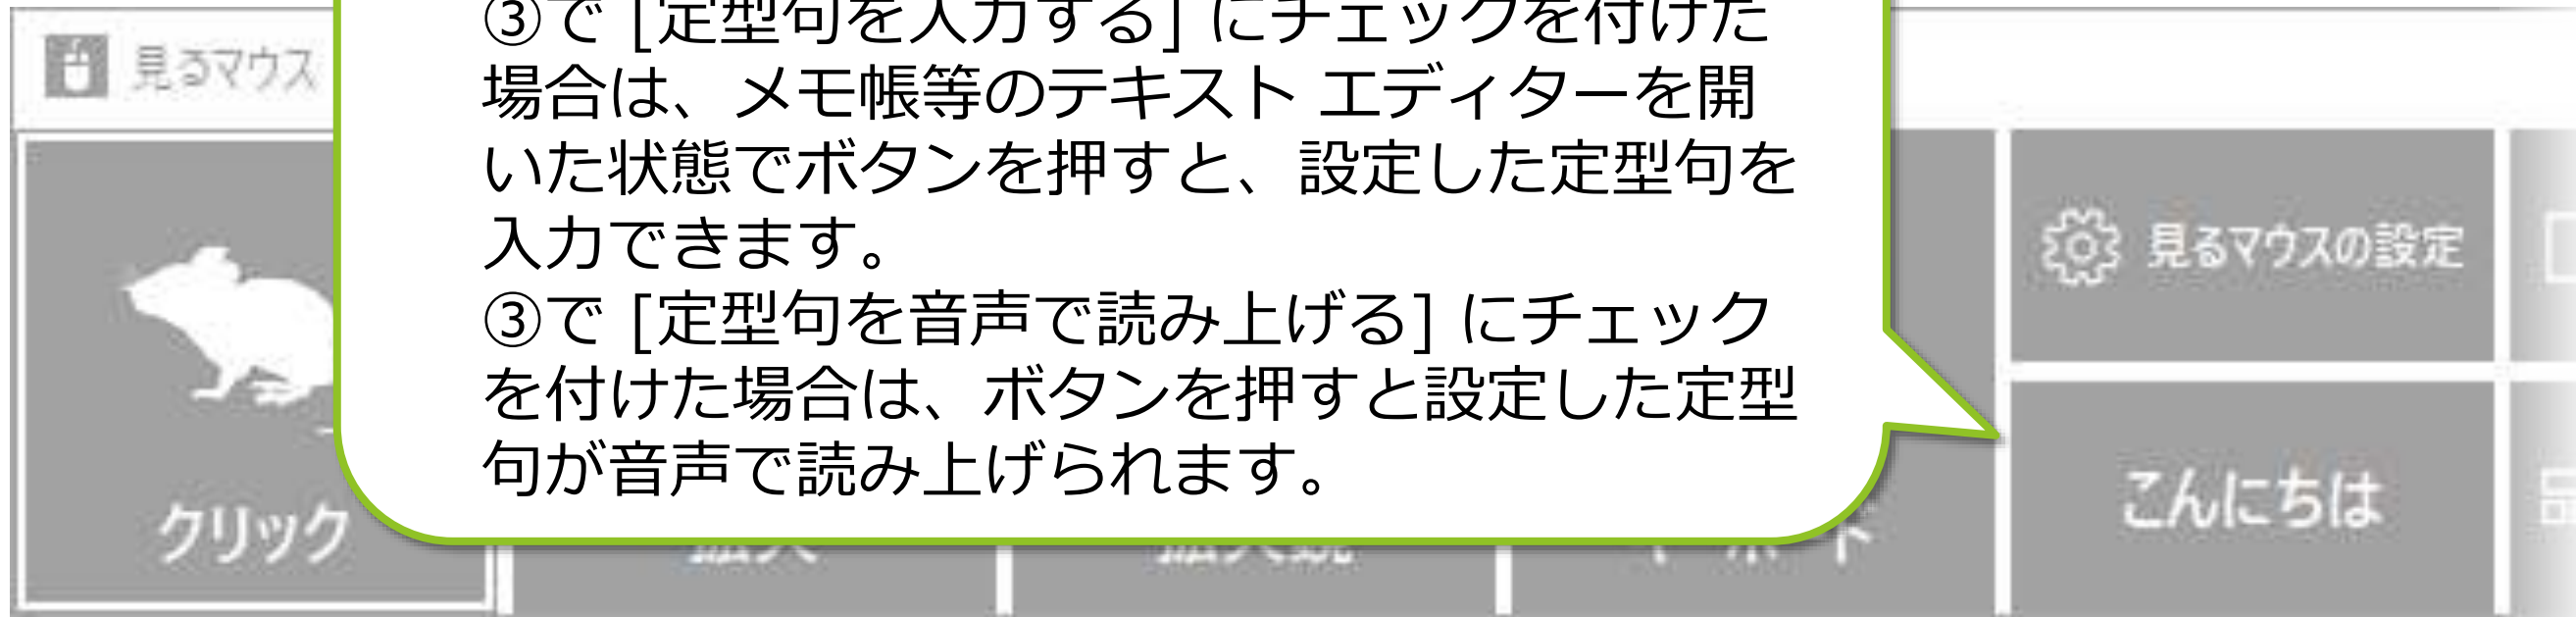 ③で [定型句を入力する] にチェックを付けた
場合は、メモ帳等のテキスト エディターを開
いた状態でボタンを押すと、設定した定型句を
入力できます。
③で [定型句を音声で読み上げる] にチェック
を付けた場合は、ボタンを押すと設定した定型
句が音声で読み上げられます。
見るマウス
見るマウスの設定
クリック
こんにちは